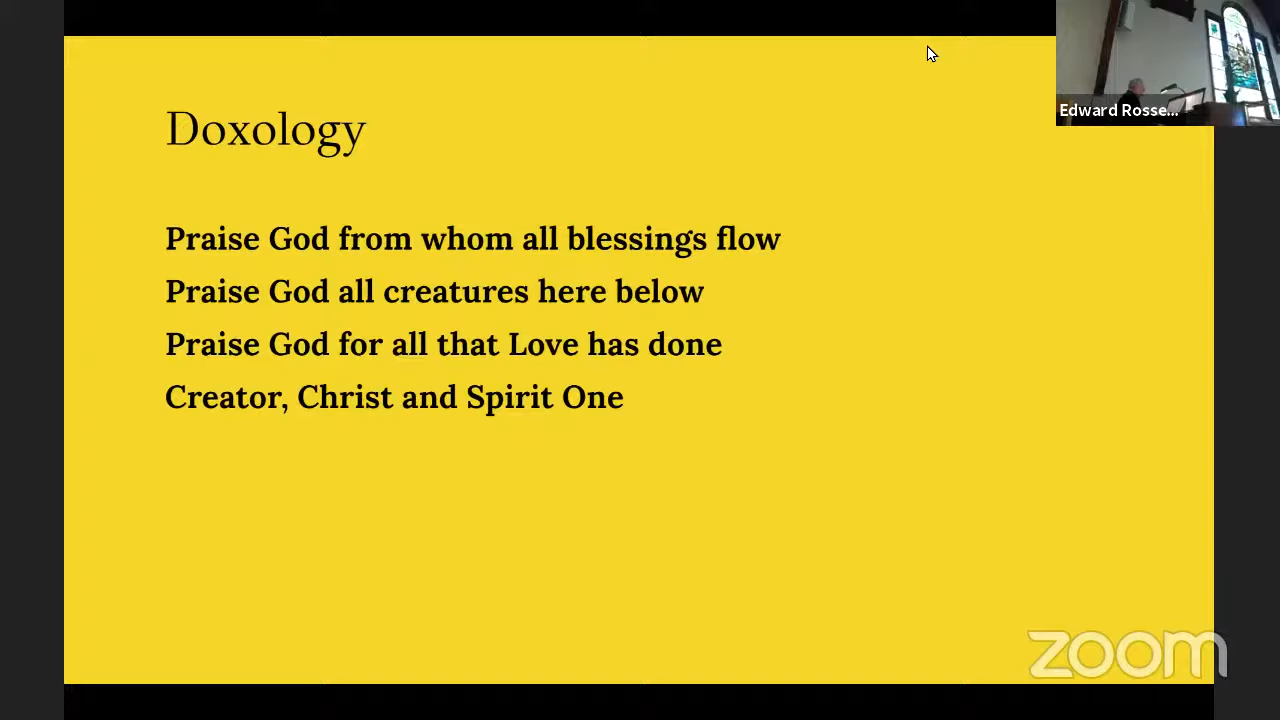 Doxology
Praise God from whom all blessings flow
Praise God all creatures here below
Praise God for all that Love has done
Creator, Christ and Spirit One
Edward Rosse...
zoom